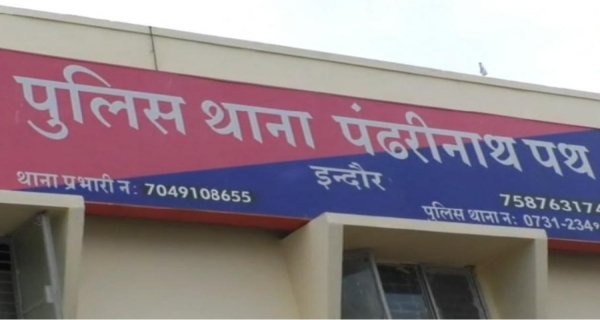 पुलिस थाना पंढरीनाथ पथ
इन्दौर
थाना प्रभारी न: 7049108655
75876317
पुलिस थाना न: 0731-234